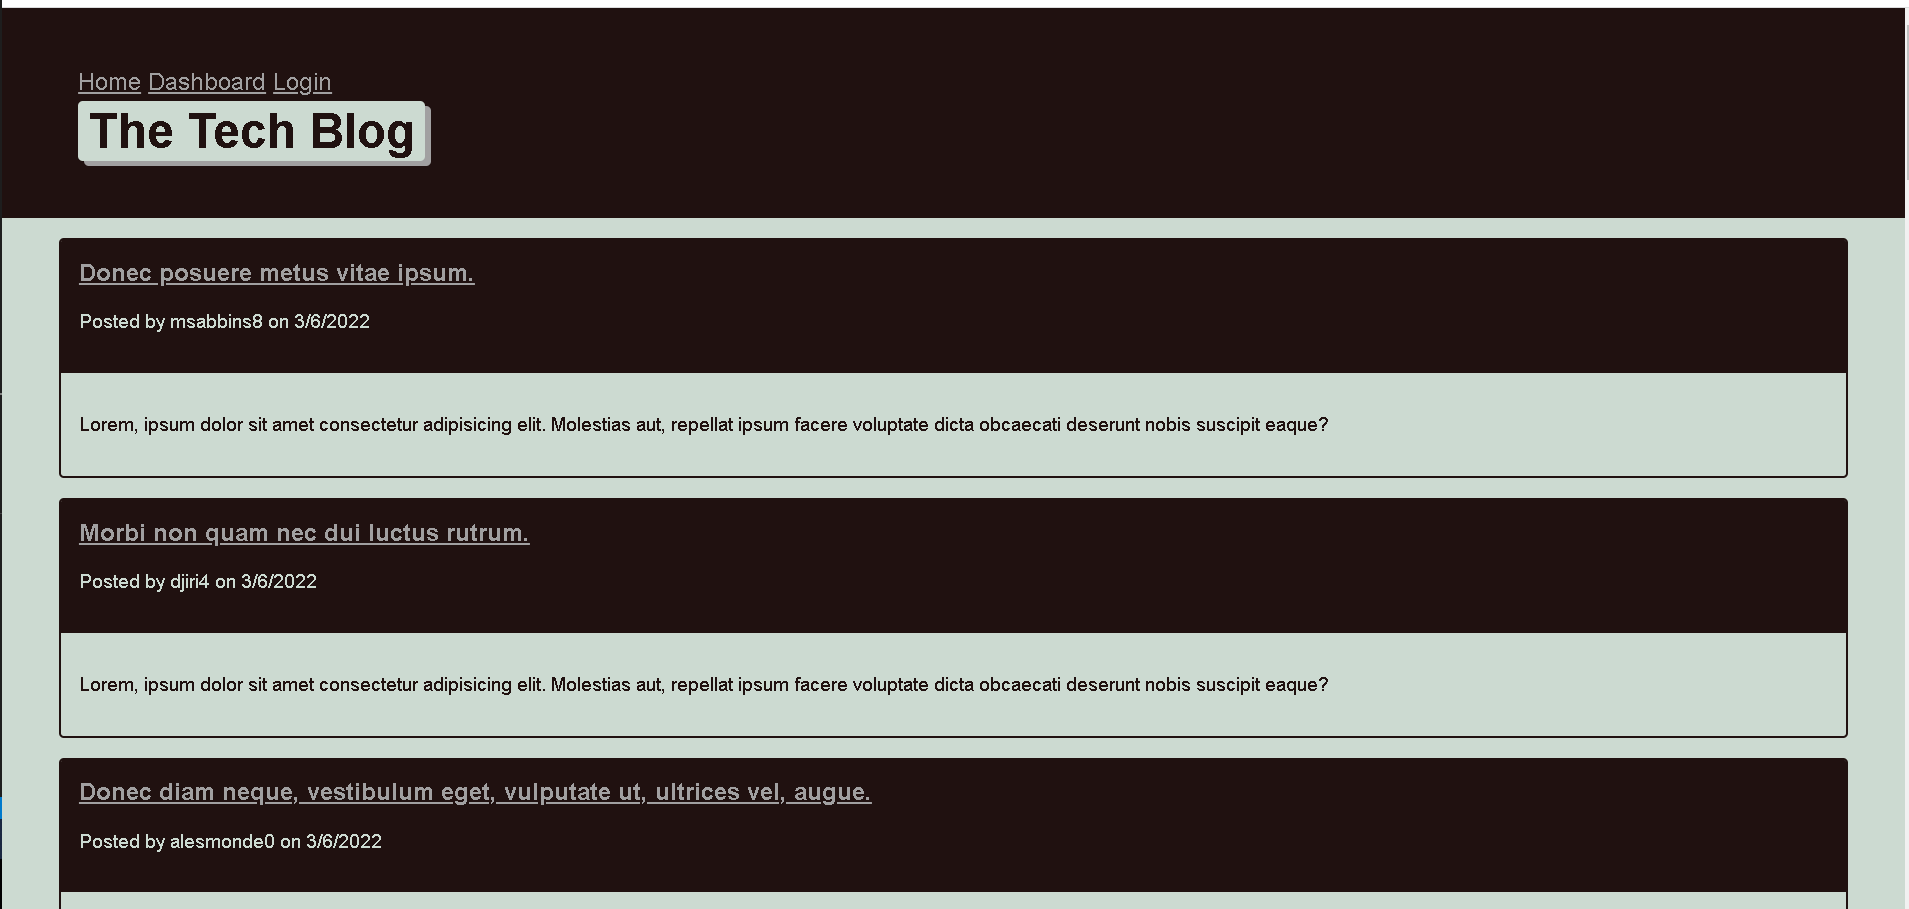 Home Dashboard Login
The Tech Blog
Donec posuere metus vitae ipsum.
Posted by msabbins8 on 3/6/2022
Lorem, ipsum dolor sit amet consectetur adipisicing elit. Molestias aut, repellat ipsum facere voluptate dicta obcaecati deserunt nobis suscipit eaque?
Morbi non quam nec dui luctus rutrum.
Posted by djiri4 on 3/6/2022
Lorem, ipsum dolor sit amet consectetur adipisicing elit. Molestias aut, repellat ipsum facere voluptate dicta obcaecati deserunt nobis suscipit eaque?
Donec diam neque, vestibulum eget, vulputate ut, ultrices vel, augue.
Posted by alesmonde0 on 3/6/2022